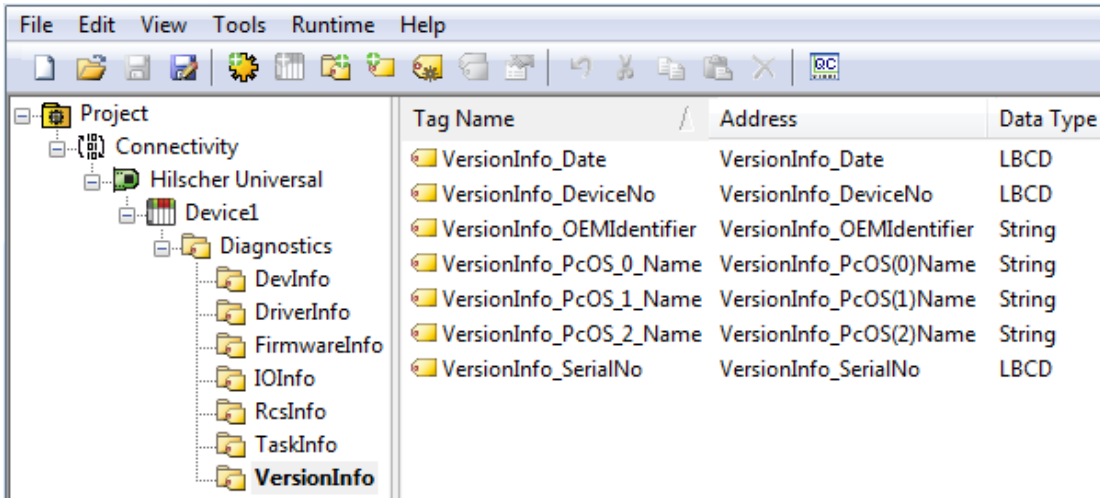 File Edit View Tools Runtime Help
QC
Project
Connectivity
Hilscher Universal
Device1
Diagnostics
DevInfo
DriverInfo
FirmwareInfo
IOInfo
RcsInfo
TaskInfo
VersionInfo
Tag Name Address Data Type
VersionInfo_Date VersionInfo_Date LBCD
VersionInfo_DeviceNo VersionInfo_DeviceNo LBCD
VersionInfo_OEMIdentifier VersionInfo_OEMIdentifier String
VersionInfo_PcOS_0_Name VersionInfo_PcOS(0)Name String
VersionInfo_PcOS_1_Name VersionInfo_PcOS(1)Name String
VersionInfo_PcOS_2_Name VersionInfo_PcOS(2)Name String
VersionInfo_SerialNo VersionInfo_SerialNo LBCD